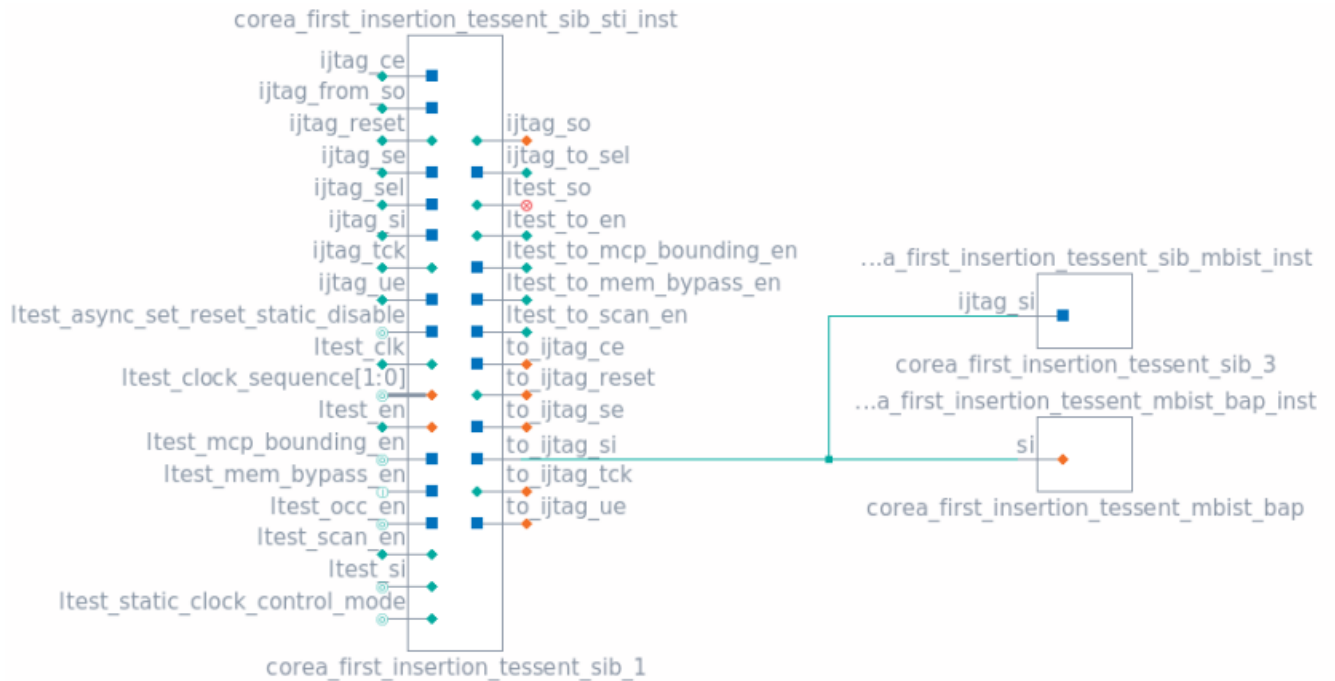 corea_first_insertion_tessent_sib_sti_inst
ijtag_ce
ijtag_from_so
ijtag_reset
ijtag_se
ijtag_sel
ijtag_si
ijtag_tck
ijtag_ue
ltest_async_set_reset_static_disable
ltest_clk
ltest_clock_sequence[1:0]
ltest_en
ltest_mcp_bounding_en
ltest_mem_bypass_en
ltest_occ_en
ltest_scan_en
ltest_si
ltest_static_clock_control_mode
ijtag_so
ijtag_to_sel
ltest_so
ltest_to_en
ltest_to_mcp_bounding_en
ltest_to_mem_bypass_en
ltest_to_scan_en
to_ijtag_ce
to_ijtag_reset
to_ijtag_se
to_ijtag_si
to_ijtag_tck
to_ijtag_ue
corea_first_insertion_tessent_sib_1
...a_first_insertion_tessent_sib_mbist_inst
ijtag_si
corea_first_insertion_tessent_sib_3
...a_first_insertion_tessent_mbist_bap_inst
si
corea_first_insertion_tessent_mbist_bap